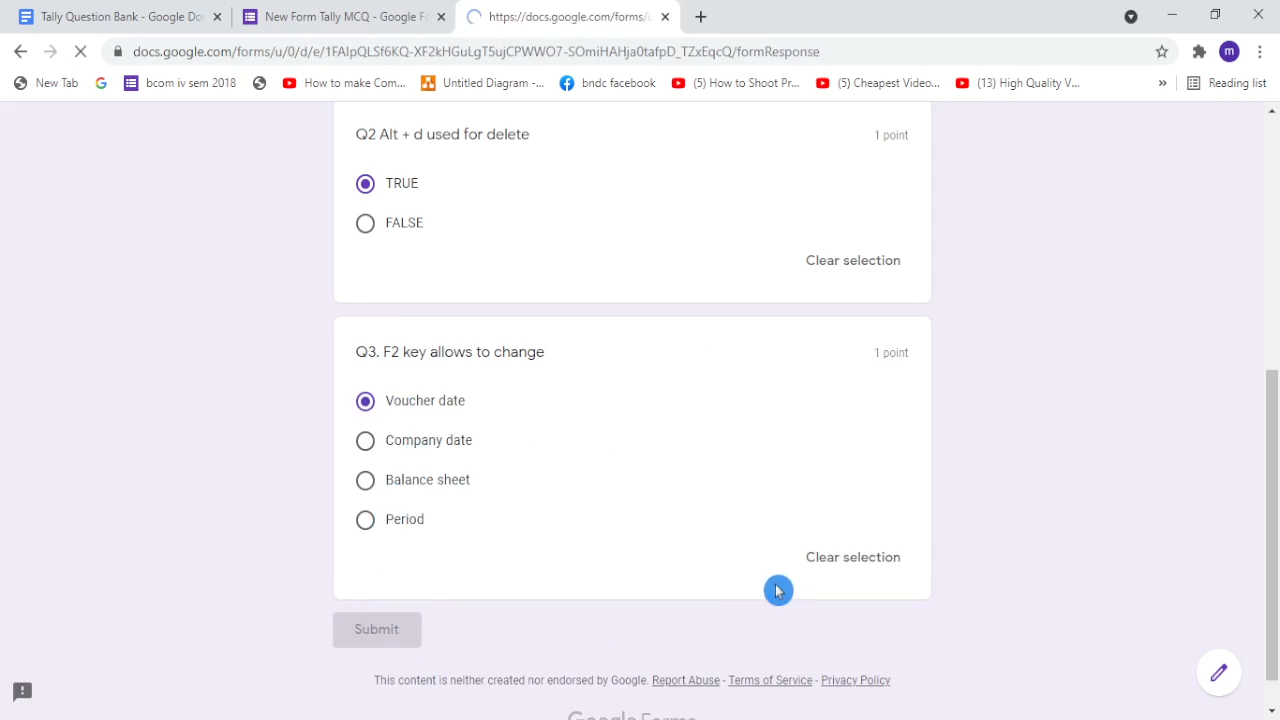 Tally Question Bank - Google Do
New Form Tally MCQ - Google F
https://docs.google.com/forms/u
docs.google.com/forms/u/0/d/e/1FAIpQLSf6KQ-XF2kHGuLgT5ujCPWWO7-SOmiHAHja0tafpD_TZxEqcQ/formResponse
m
New Tab
bcom iv sem 2018
How to make Com...
Untitled Diagram -...
bndc facebook
(5) How to Shoot Pr...
(5) Cheapest Video...
(13) High Quality V...
»
Reading list
Q2 Alt + d used for delete
1 point
TRUE
FALSE
Clear selection
Q3. F2 key allows to change
1 point
Voucher date
Company date
Balance sheet
Period
Clear selection
Submit
This content is neither created nor endorsed by Google. Report Abuse - Terms of Service - Privacy Policy
Google Forms